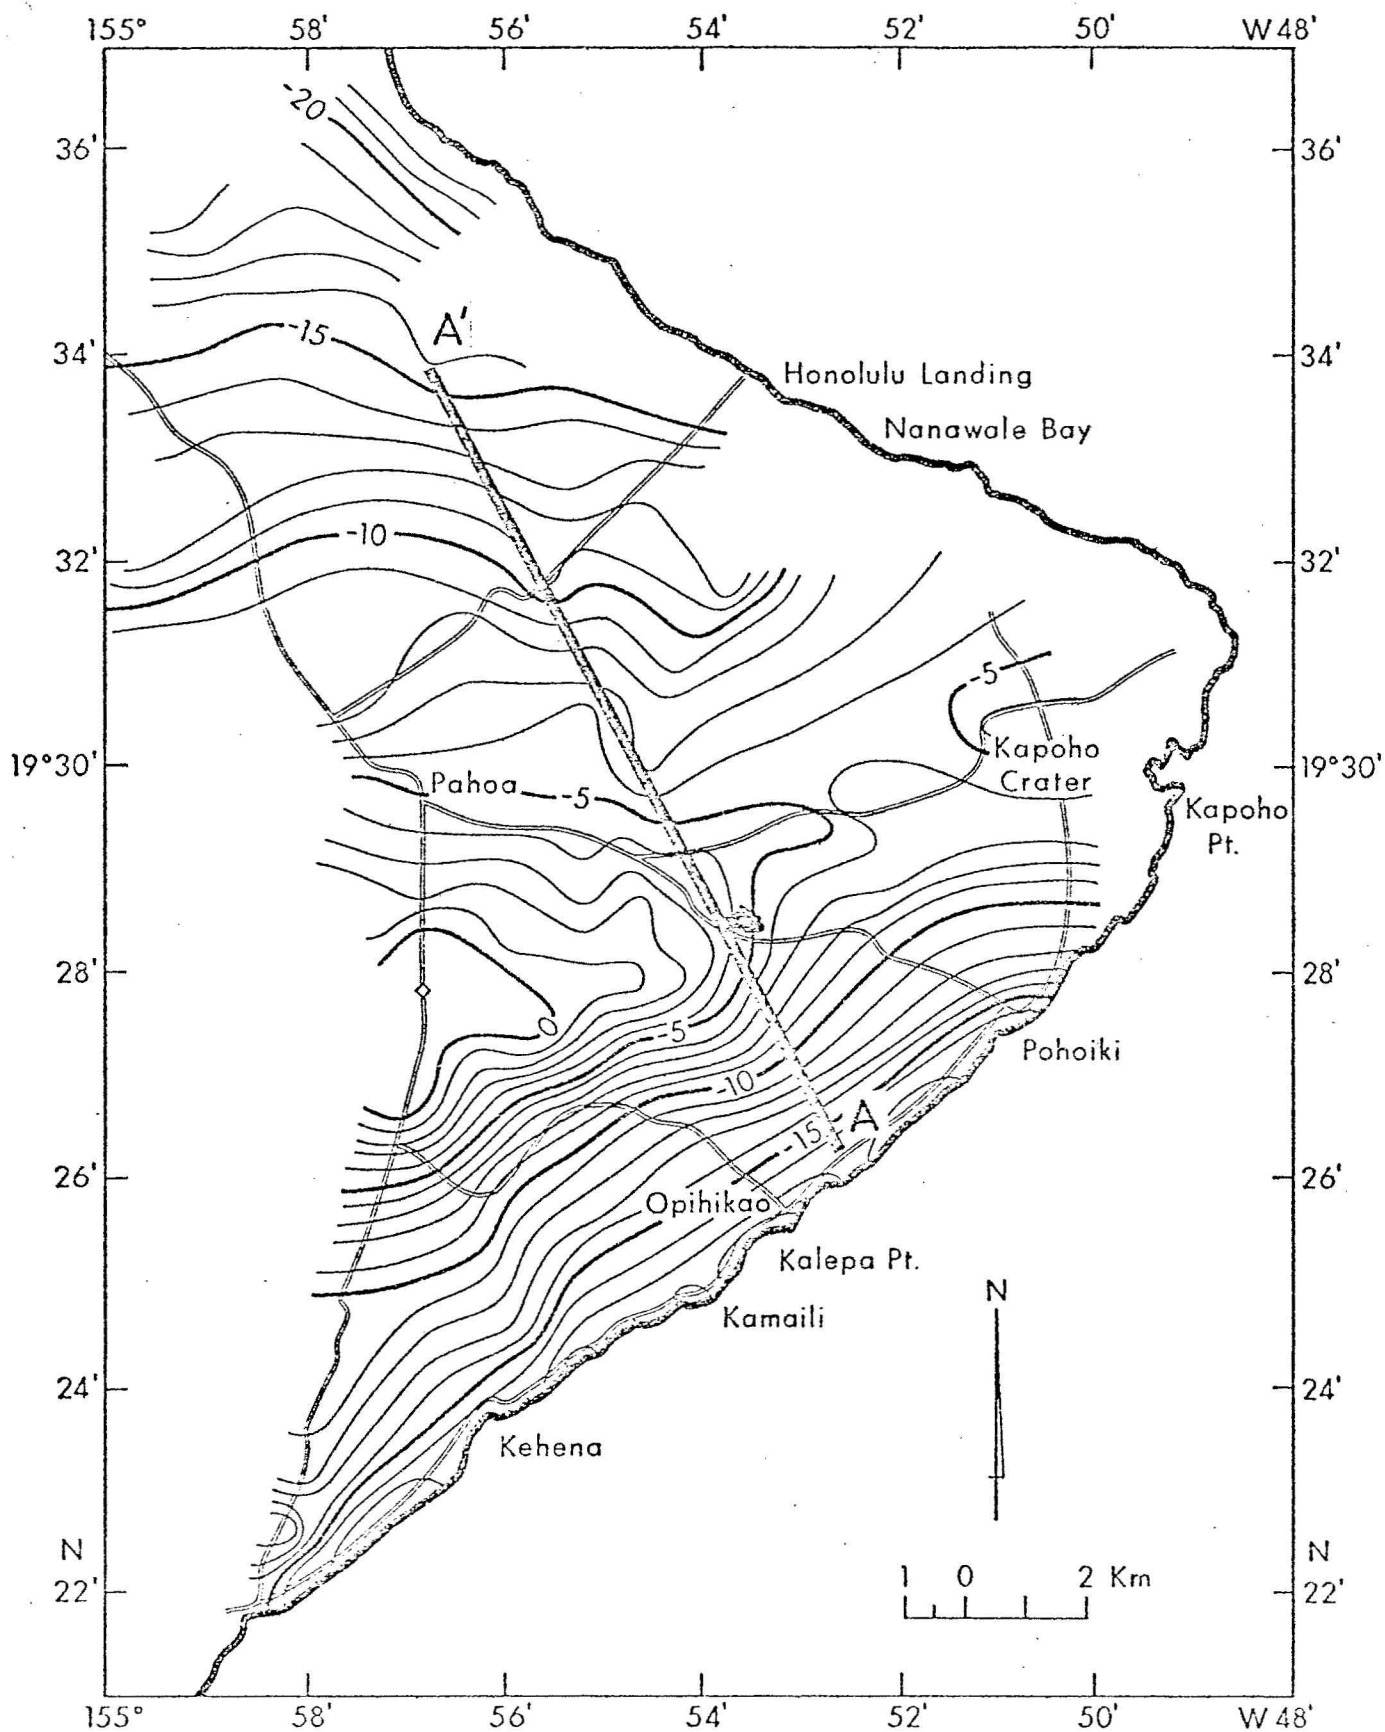 155° 58' 56' 54' 52' 50' W 48'
-20
36' 36'
A'
-15
34' 34'
Honolulu Landing
Nanawale Bay
-10
32' 32'
-5
Kapoho
Crater
19°30' 19°30'
Pahoa -5
Kapoho
Pt.
28' 28'
0 -5
Pohoiki
-10
A
-15
26' 26'
Opihikao
Kalepa Pt.
N
Kamaili
24' 24'
Kehena
N N
1 0 2 Km
22' 22'
155° 58' 56' 54' 52' 50' W 48'